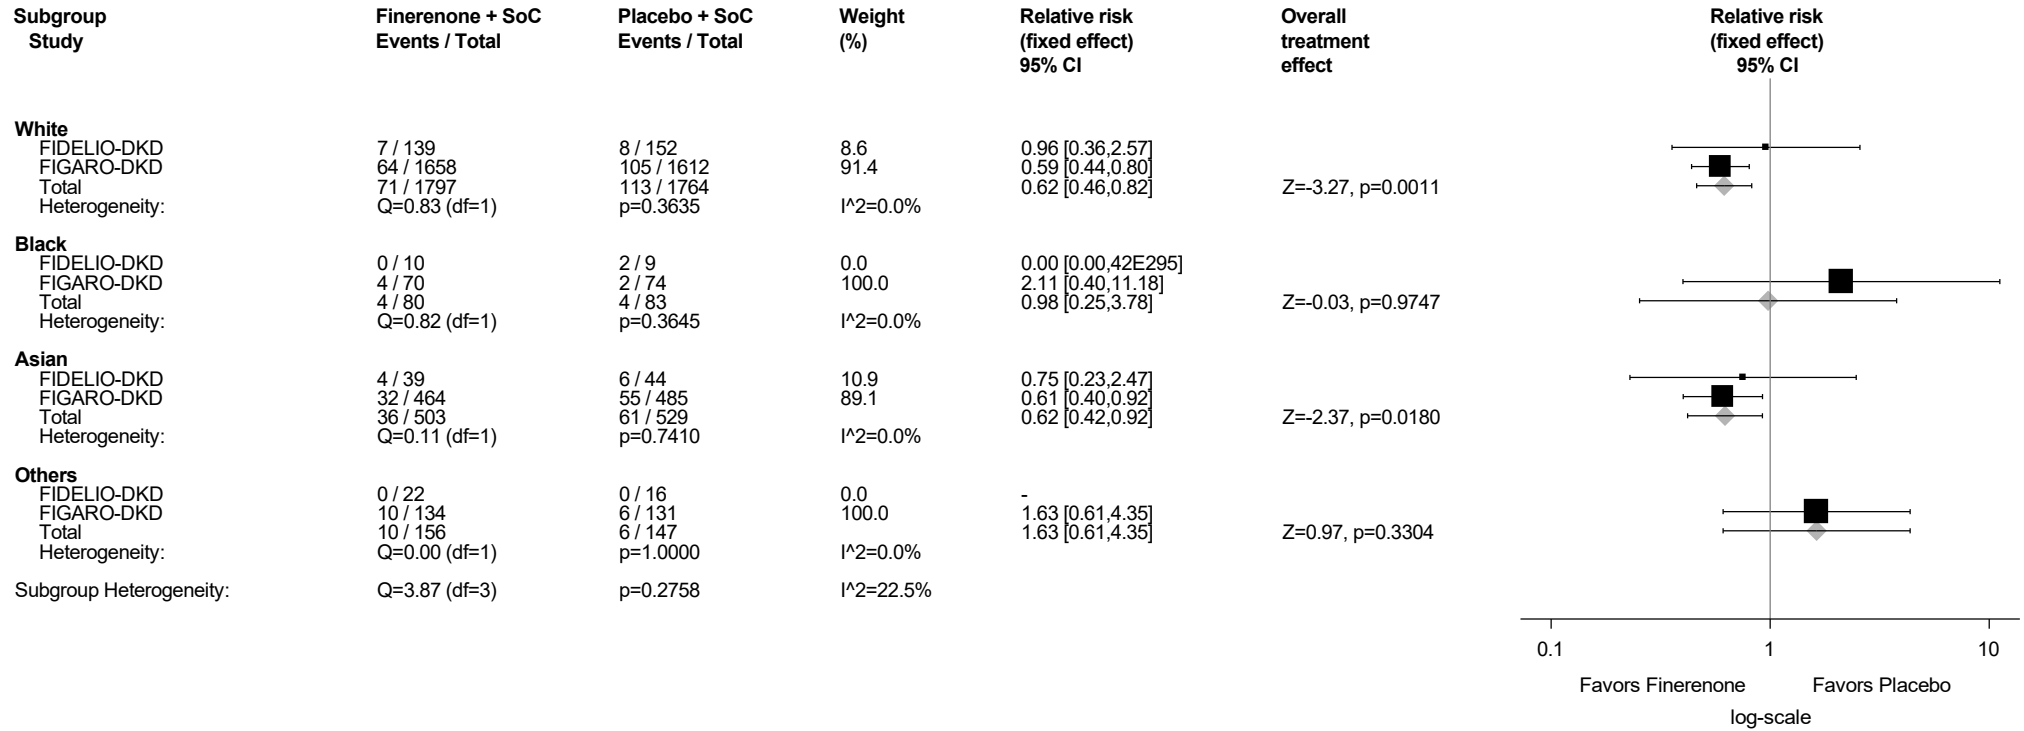 Subgroup Finerenone + SoC Placebo + SoC Weight Relative risk Overall Relative risk
Study Events / Total Events / Total (%) (fixed effect) treatment (fixed effect)
95% CI effect 95% CI
White
FIDELIO-DKD 7 / 139 8 / 152 8.6 0.96 [0.36,2.57]
FIGARO-DKD 64 / 1658 105 / 1612 91.4 0.59 [0.44,0.80]
Total 71 / 1797 113 / 1764 0.62 [0.46,0.82] Z=-3.27, p=0.0011
Heterogeneity: Q=0.83 (df=1) p=0.3635 I^2=0.0%
Black
FIDELIO-DKD 0 / 10 2 / 9 0.0 0.00 [0.00,42E295]
FIGARO-DKD 4 / 70 2 / 74 100.0 2.11 [0.40,11.18]
Total 4 / 80 4 / 83 0.98 [0.25,3.78] Z=-0.03, p=0.9747
Heterogeneity: Q=0.82 (df=1) p=0.3645 I^2=0.0%
Asian
FIDELIO-DKD 4 / 39 6 / 44 10.9 0.75 [0.23,2.47]
FIGARO-DKD 32 / 464 55 / 485 89.1 0.61 [0.40,0.92]
Total 36 / 503 61 / 529 0.62 [0.42,0.92] Z=-2.37, p=0.0180
Heterogeneity: Q=0.11 (df=1) p=0.7410 I^2=0.0%
Others
FIDELIO-DKD 0 / 22 0 / 16 0.0 -
FIGARO-DKD 10 / 134 6 / 131 100.0 1.63 [0.61,4.35]
Total 10 / 156 6 / 147 1.63 [0.61,4.35] Z=0.97, p=0.3304
Heterogeneity: Q=0.00 (df=1) p=1.0000 I^2=0.0%
Subgroup Heterogeneity: Q=3.87 (df=3) p=0.2758 I^2=22.5%
0.1 1 10
Favors Finerenone Favors Placebo
log-scale